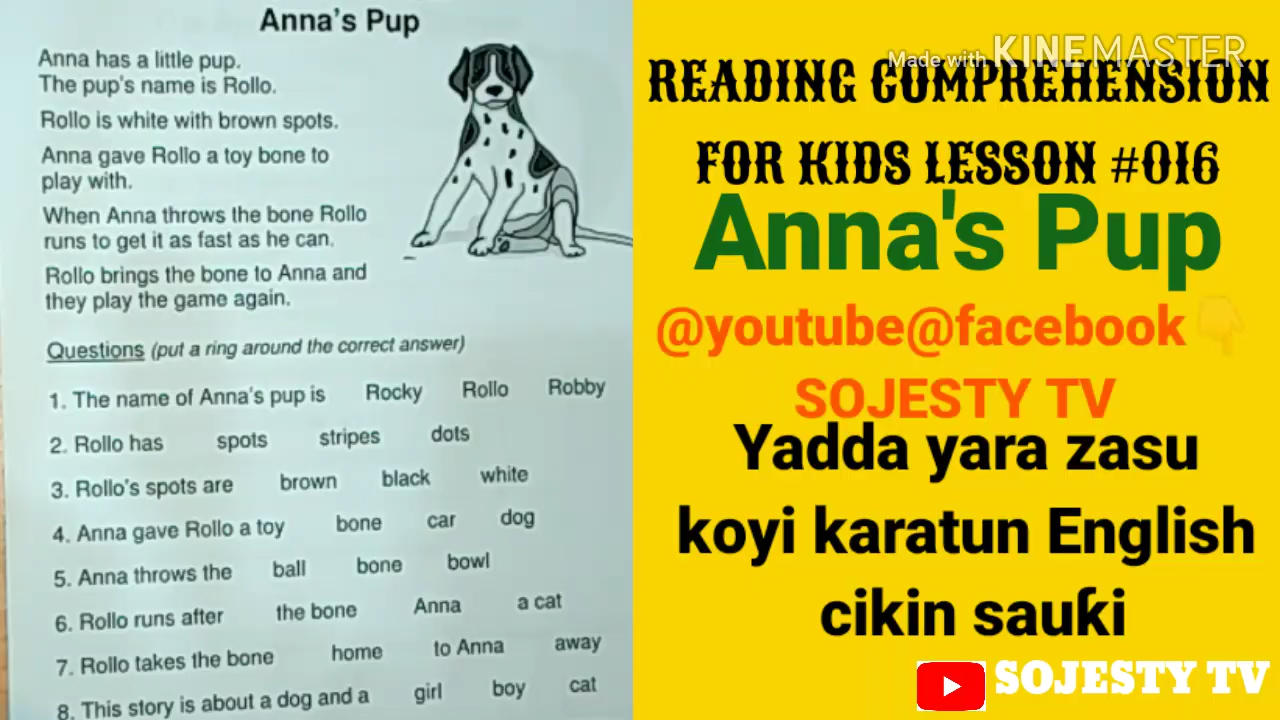 Anna's Pup
Anna has a little pup.
The pup's name is Rollo.
Rollo is white with brown spots.
Anna gave Rollo a toy bone to
play with.
When Anna throws the bone Rollo
runs to get it as fast as he can.
Rollo brings the bone to Anna and
they play the game again.
Questions (put a ring around the correct answer)
1. The name of Anna's pup is Rocky Rollo Robby
2. Rollo has spots stripes dots
3. Rollo's spots are brown black white
4. Anna gave Rollo a toy bone car dog
5. Anna throws the ball bone bowl
6. Rollo runs after the bone Anna a cat
7. Rollo takes the bone home to Anna away
8. This story is about a dog and a girl boy cat
Made with KINEMASTER
READING COMPREHENSION
FOR KIDS LESSON #016
Anna's Pup
@youtube@facebook👇
SOJESTY TV
Yadda yara zasu
koyi karatun English
cikin sauƙi
SOJESTY TV